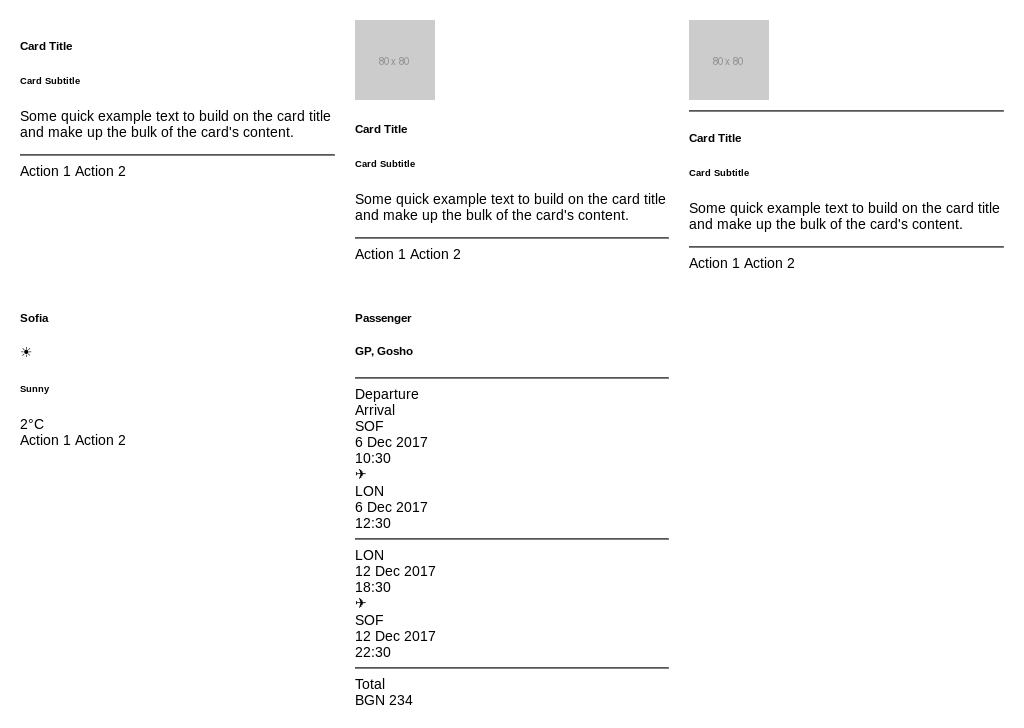 Card Title
Card Subtitle
Some quick example text to build on the card title
and make up the bulk of the card's content.
Action 1 Action 2
80 x 80
Card Title
Card Subtitle
Some quick example text to build on the card title
and make up the bulk of the card's content.
Action 1 Action 2
80 x 80
Card Title
Card Subtitle
Some quick example text to build on the card title
and make up the bulk of the card's content.
Action 1 Action 2
Sofia
☀
Sunny
2°C
Action 1 Action 2
Passenger
GP, Gosho
Departure
Arrival
SOF
6 Dec 2017
10:30
✈
LON
6 Dec 2017
12:30
LON
12 Dec 2017
18:30
✈
SOF
12 Dec 2017
22:30
Total
BGN 234